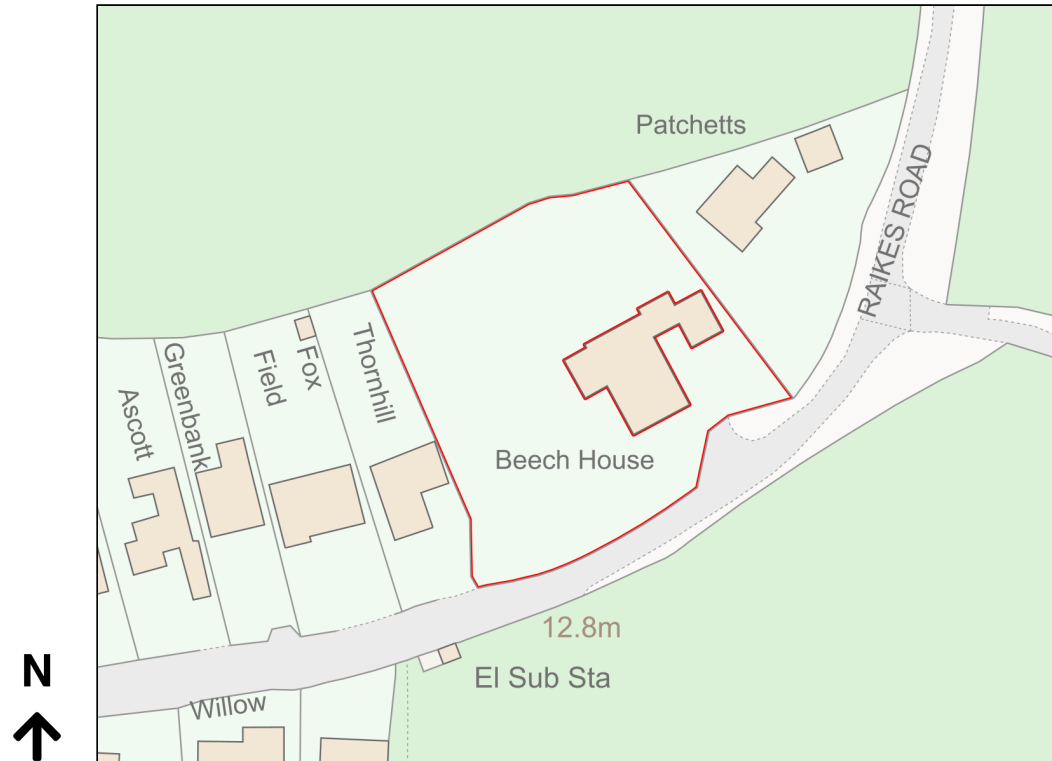 Patchetts
RAIKES ROAD
Thornhill
Fox
Field
Greenbank
Ascott
Beech House
12.8m
El Sub Sta
N
Willow